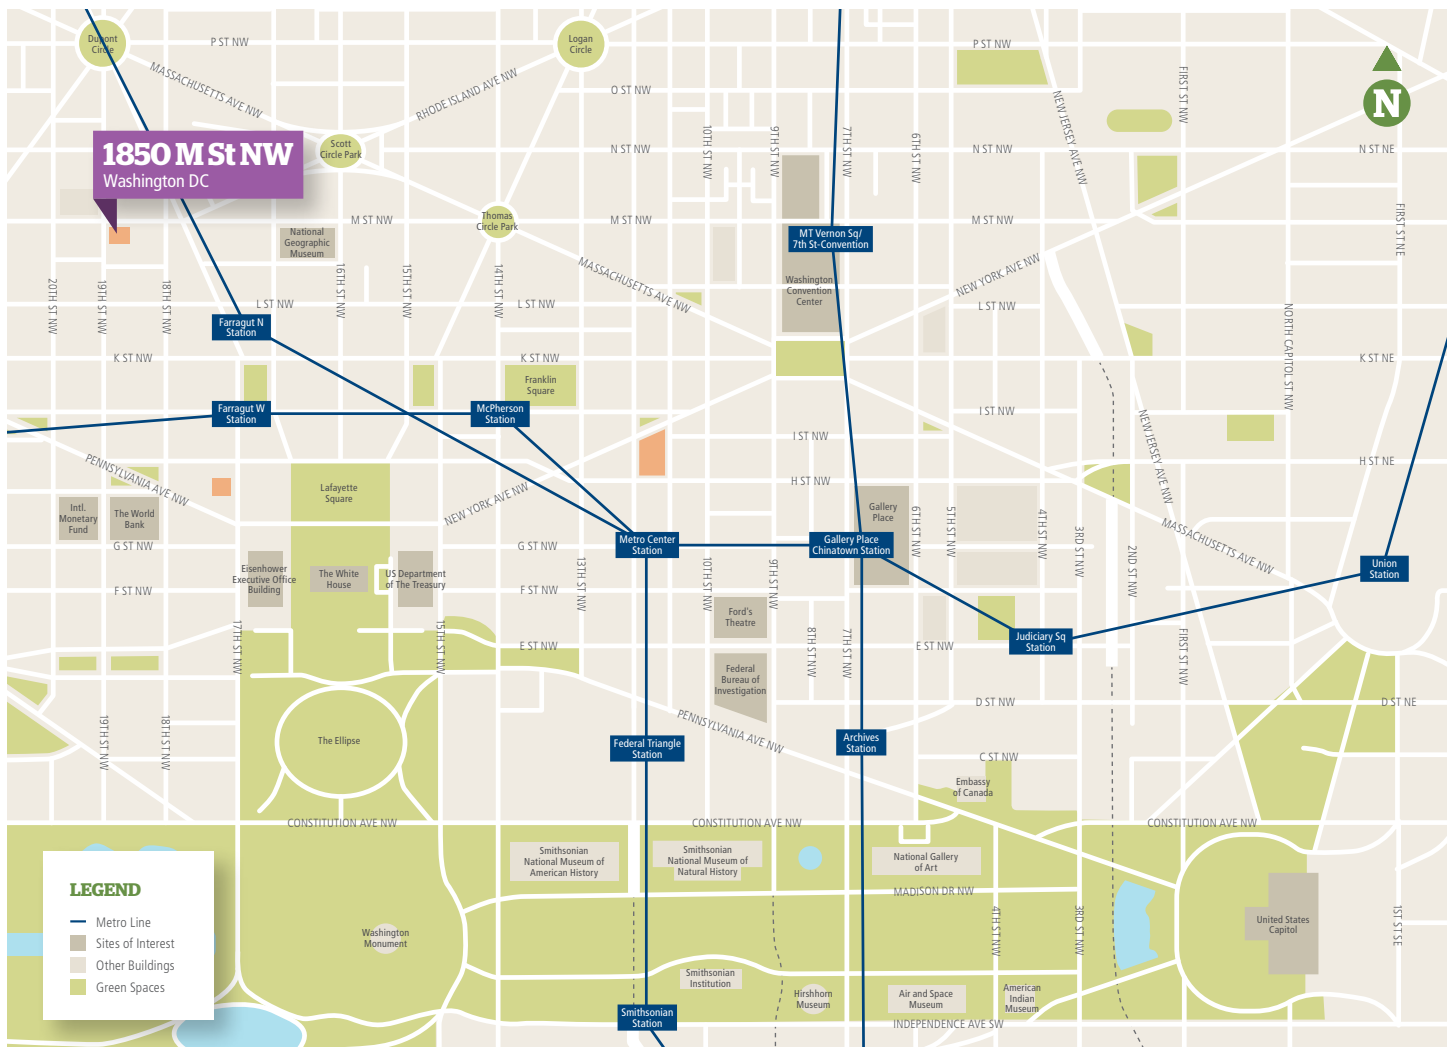 Dupont
Circle
P ST NW
Logan
Circle
P ST NW
N
MASSACHUSETTS AVE NW
RHODE ISLAND AVE NW
O ST NW
NEW JERSEY AVE NW
FIRST ST NW
1850 M St NW
Washington DC
Scott
Circle Park
N ST NW
10TH ST NW
9TH ST NW
7TH ST NW
6TH ST NW
N ST NW
N ST NE
M ST NW
Thomas
Circle Park
M ST NW
M ST NW
FIRST ST NE
National
Geographic
Museum
MT Vernon Sq/
7th St-Convention
20TH ST NW
19TH ST NW
18TH ST NW
16TH ST NW
15TH ST NW
14TH ST NW
MASSACHUSETTS AVE NW
Washington
Convention
Center
NEW YORK AVE NW
L ST NW
L ST NW
L ST NW
NORTH CAPITOL ST NW
Farragut N
Station
K ST NW
K ST NW
K ST NE
Franklin
Square
Farragut W
Station
McPherson
Station
I ST NW
I ST NW
NEW JERSEY AVE NW
PENNSYLVANIA AVE NW
H ST NW
H ST NE
Lafayette
Square
NEW YORK AVE NW
Intl.
Monetary
Fund
The World
Bank
Gallery
Place
6TH ST NW
5TH ST NW
4TH ST NW
3RD ST NW
2ND ST NW
MASSACHUSETTS AVE NW
G ST NW
G ST NW
Metro Center
Station
Gallery Place
Chinatown Station
Eisenhower
Executive Office
Building
The White
House
US Department
of The Treasury
Union
Station
F ST NW
F ST NW
13TH ST NW
10TH ST NW
9TH ST NW
Ford's
Theatre
17TH ST NW
15TH ST NW
E ST NW
8TH ST NW
7TH ST NW
E ST NW
Judiciary Sq
Station
FIRST ST NW
Federal
Bureau of
Investigation
D ST NW
D ST NE
19TH ST NW
18TH ST NW
The Ellipse
PENNSYLVANIA AVE NW
Federal Triangle
Station
Archives
Station
C ST NW
Embassy
of Canada
CONSTITUTION AVE NW
CONSTITUTION AVE NW
CONSTITUTION AVE NW
Smithsonian
National Museum of
American History
Smithsonian
National Museum of
Natural History
National Gallery
of Art
MADISON DR NW
LEGEND
Metro Line
Sites of Interest
Other Buildings
Green Spaces
Washington
Monument
4TH ST NW
3RD ST NW
United States
Capitol
1ST ST SE
Smithsonian
Institution
Hirshhorn
Museum
Air and Space
Museum
American
Indian
Museum
Smithsonian
Station
INDEPENDENCE AVE SW